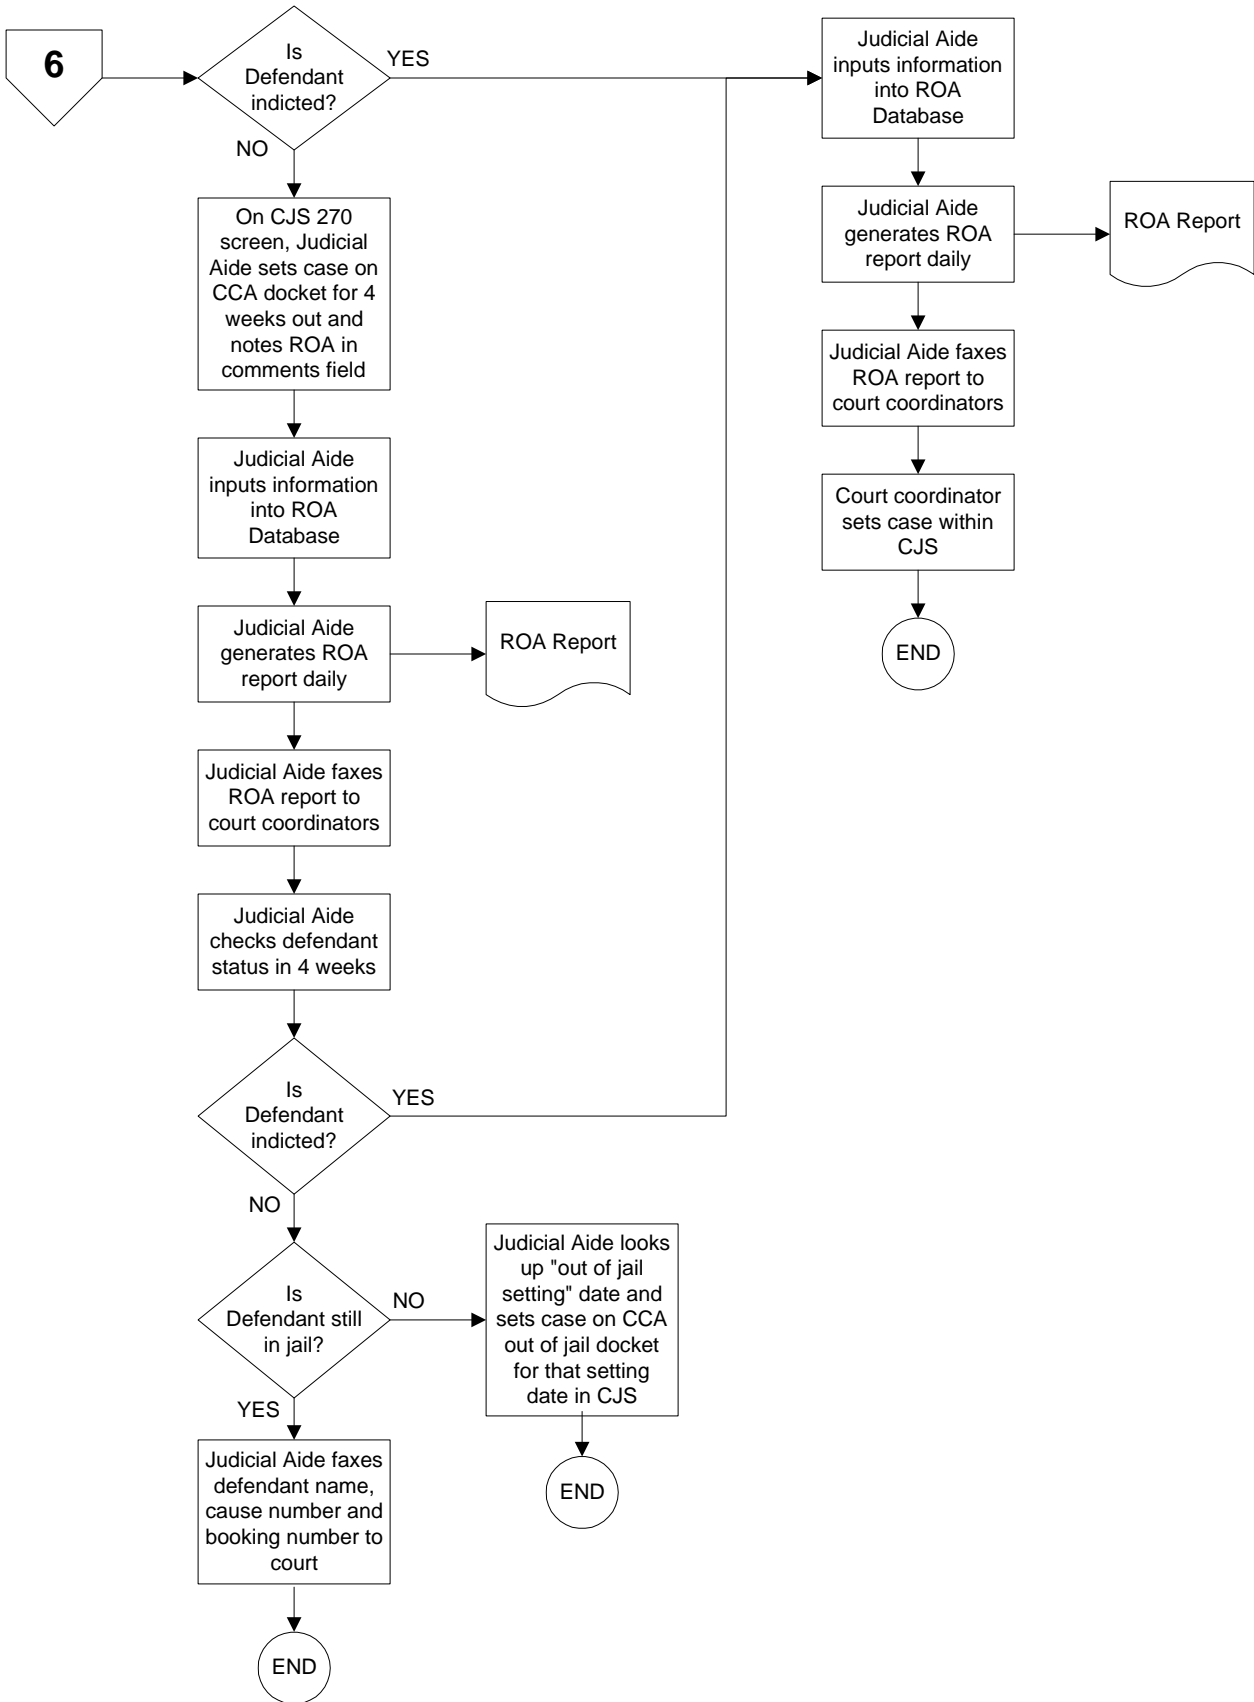 6
Is
Defendant
indicted?
YES
NO
On CJS 270
screen, Judicial
Aide sets case on
CCA docket for 4
weeks out and
notes ROA in
comments field
Judicial Aide
inputs information
into ROA
Database
Judicial Aide
generates ROA
report daily
ROA Report
Judicial Aide faxes
ROA report to
court coordinators
Judicial Aide
checks defendant
status in 4 weeks
Is
Defendant
indicted?
YES
NO
Is
Defendant still
in jail?
NO
YES
Judicial Aide looks
up "out of jail
setting" date and
sets case on CCA
out of jail docket
for that setting
date in CJS
END
Judicial Aide faxes
defendant name,
cause number and
booking number to
court
END
Judicial Aide
inputs information
into ROA
Database
Judicial Aide
generates ROA
report daily
ROA Report
Judicial Aide faxes
ROA report to
court coordinators
Court coordinator
sets case within
CJS
END